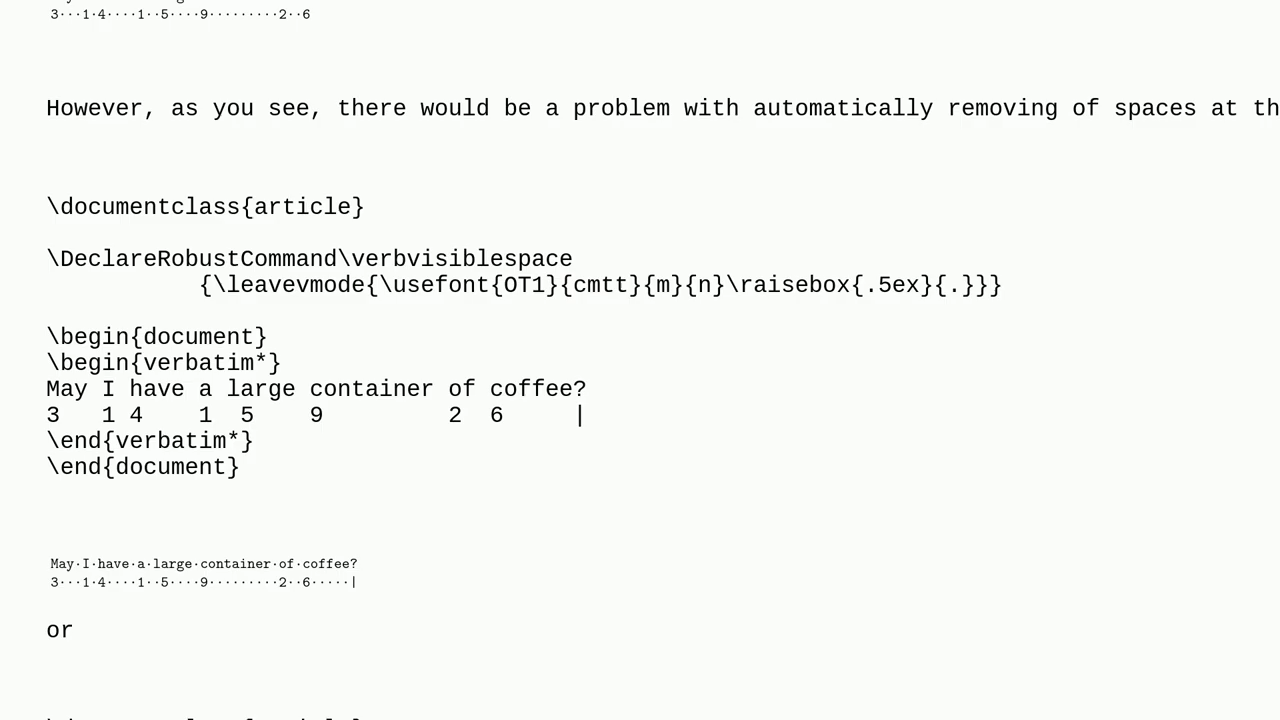 3···1·4····1··5····9·········2··6
However, as you see, there would be a problem with automatically removing of spaces at
\documentclass{article}
\DeclareRobustCommand\verbvisiblespace
           {\leavevmode{\usefont{OT1}{cmtt}{m}{n}\raisebox{.5ex}{.}}}
\begin{document}
\begin{verbatim*}
May I have a large container of coffee?
3   1 4    1  5    9         2  6     |
\end{verbatim*}
\end{document}
May·I·have·a·large·container·of·coffee?
3···1·4····1··5····9·········2··6·····|
or